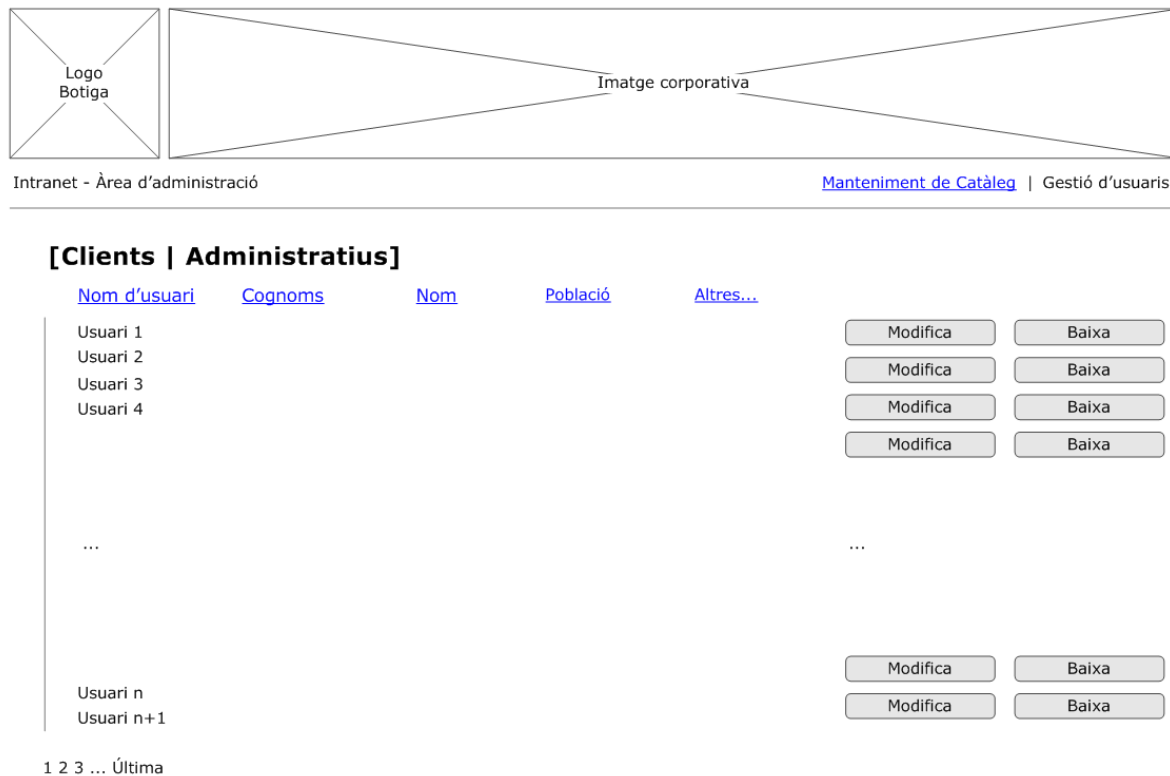 Logo
Botiga
Imatge corporativa
Intranet - Àrea d’administració
Manteniment de Catàleg | Gestió d’usuaris
[Clients | Administratius]
Nom d’usuari Cognoms Nom Població Altres...
Usuari 1 Modifica Baixa
Usuari 2 Modifica Baixa
Usuari 3 Modifica Baixa
Usuari 4 Modifica Baixa
... ...
Usuari n Modifica Baixa
Usuari n+1 Modifica Baixa
1 2 3 ... Última